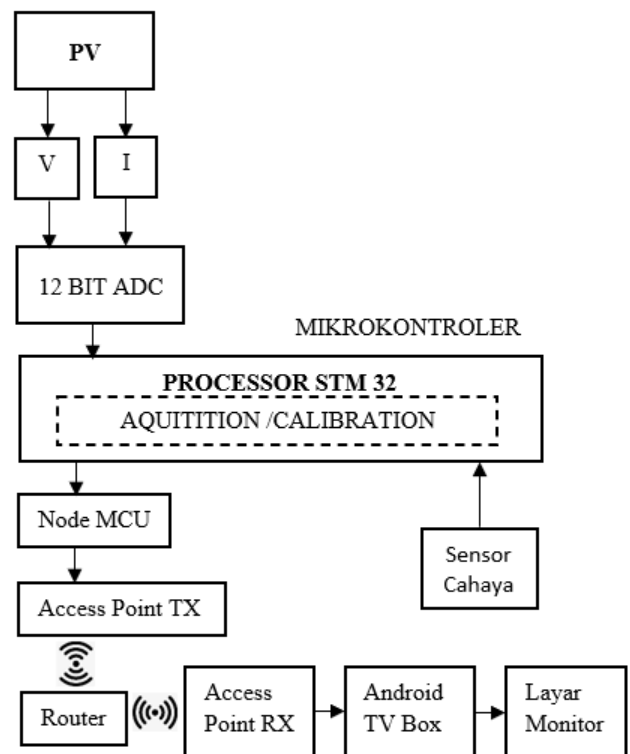 PV
V
I
12 BIT ADC
MIKROKONTROLER
PROCESSOR STM 32
AQUITITION /CALIBRATION
Node MCU
Sensor
Cahaya
Access Point TX
Router
Access
Point RX
Android
TV Box
Layar
Monitor